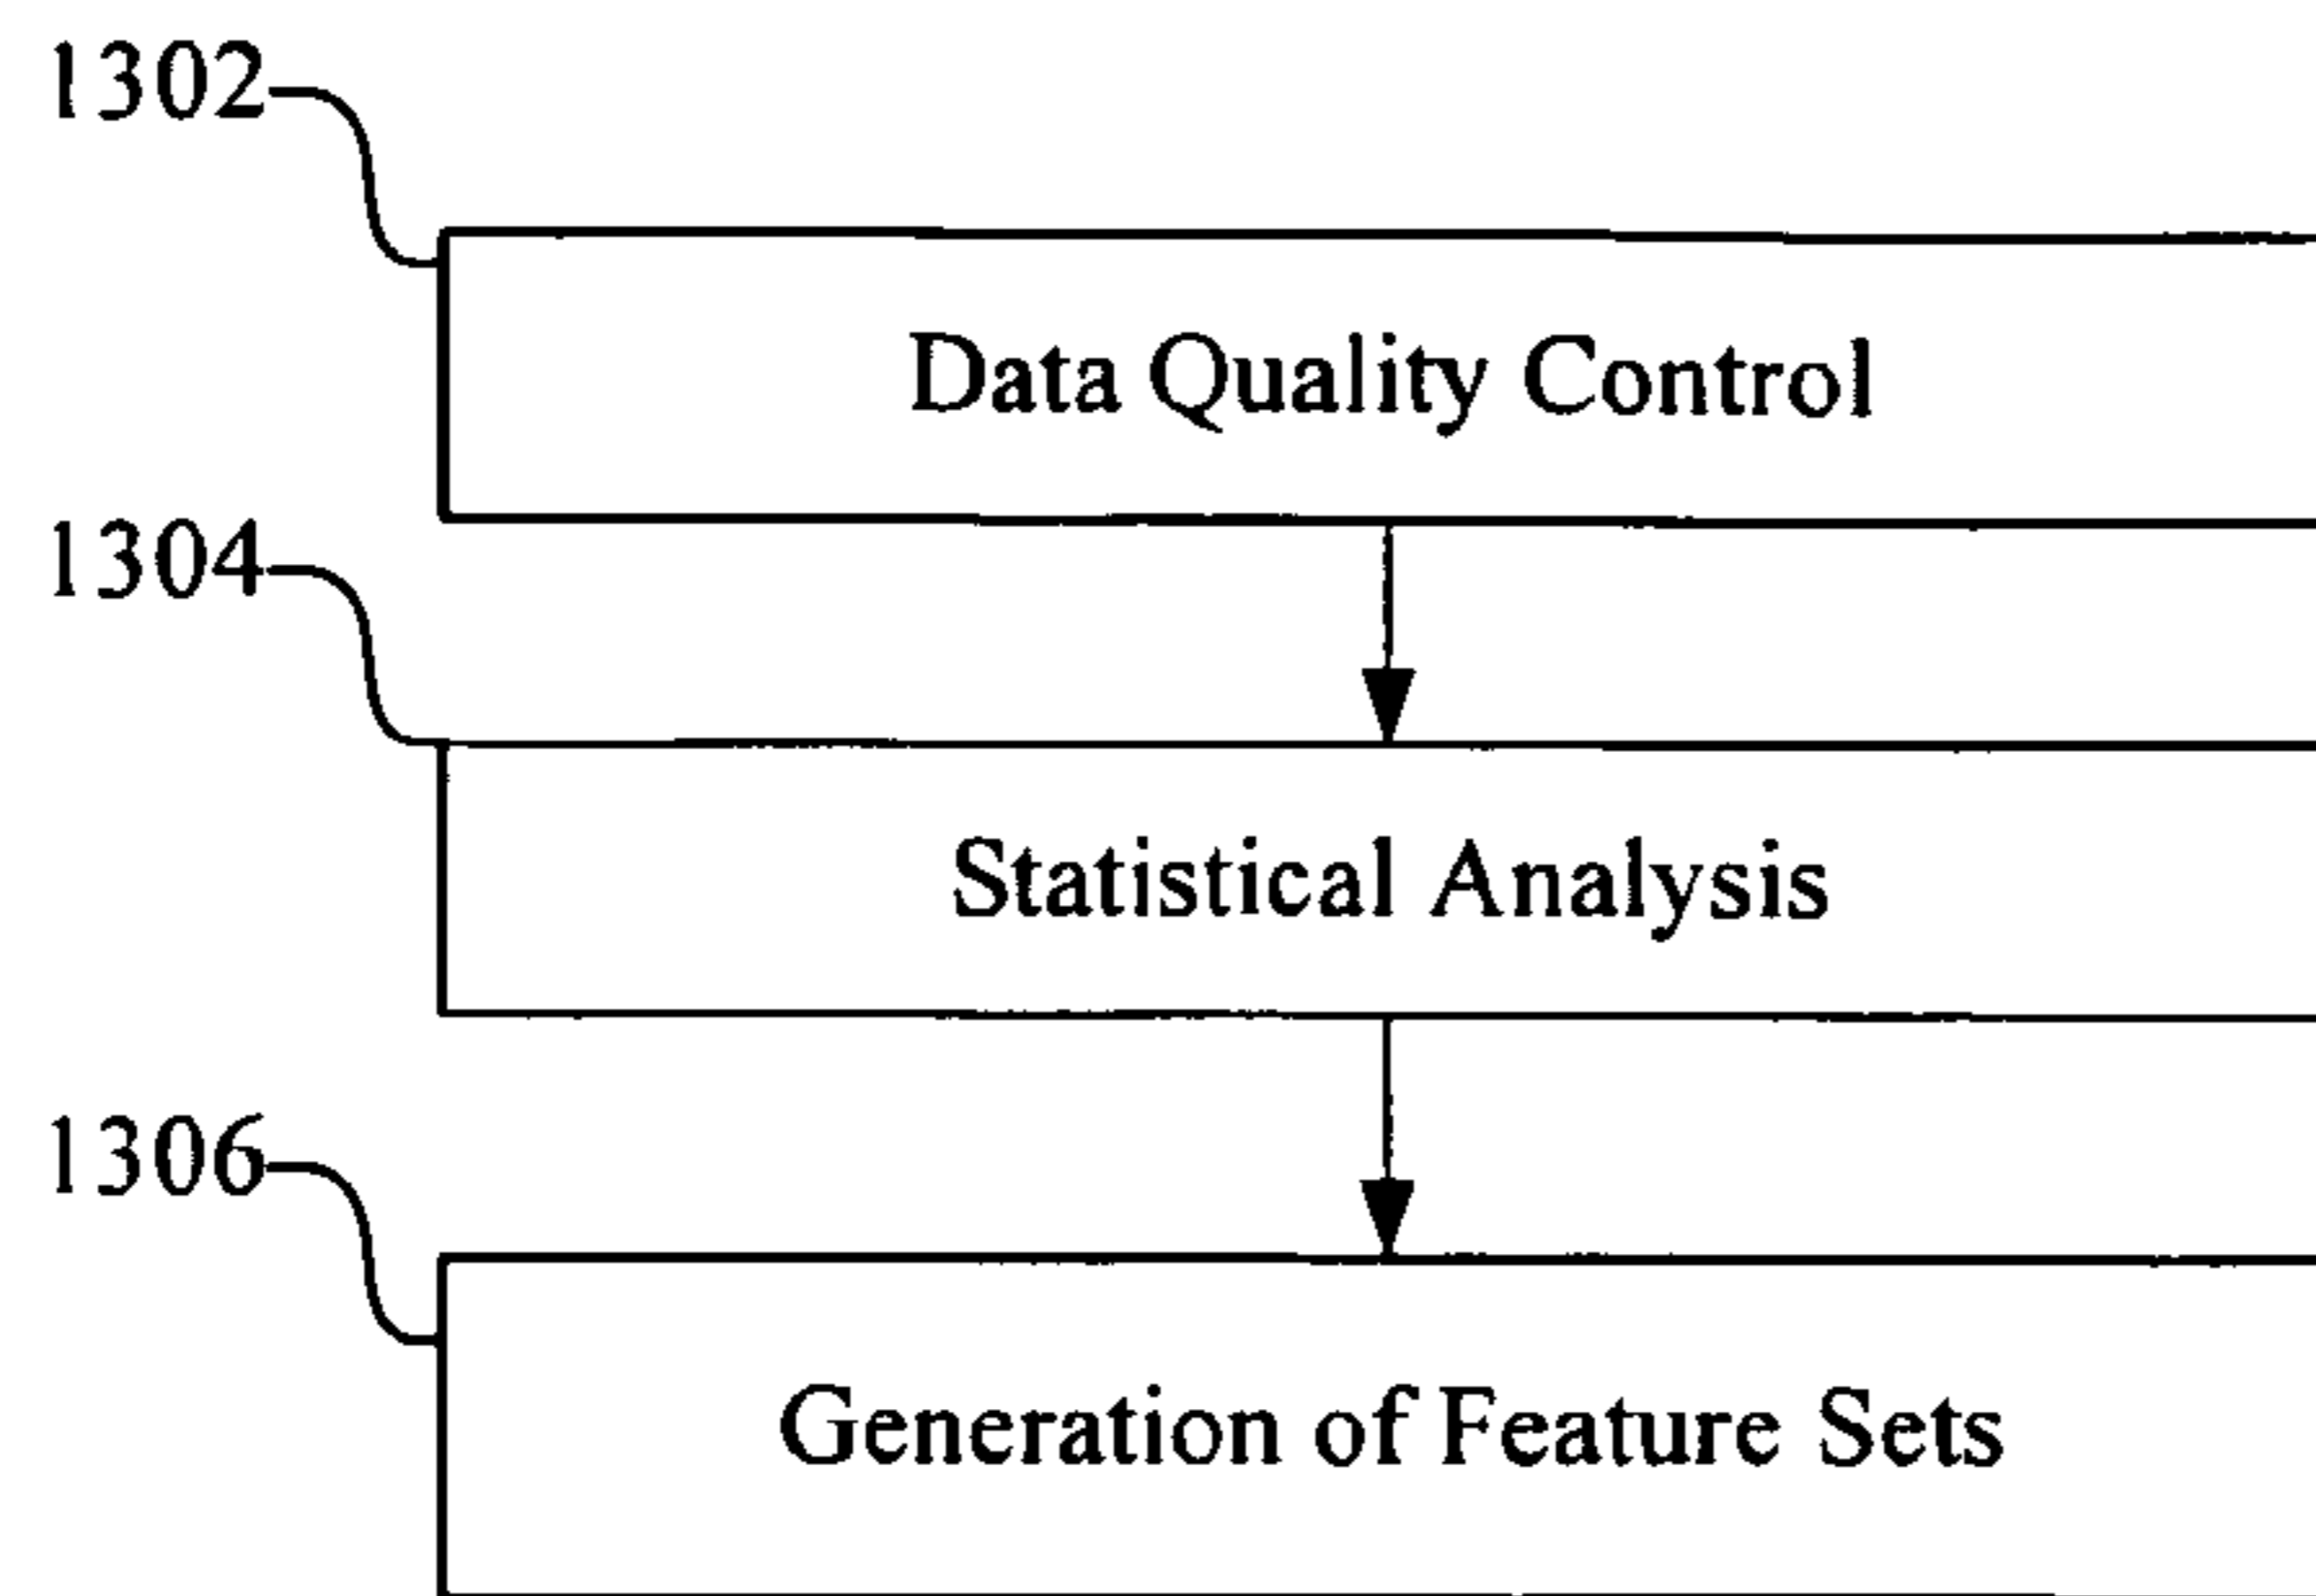 1302
Data Quality Control
1304
Statistical Analysis
1306
Generation of Feature Sets